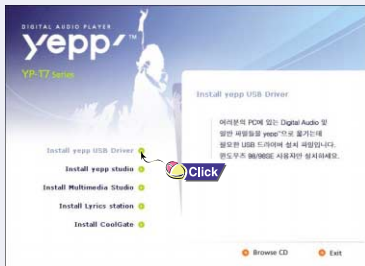 DIGITAL AUDIO PLAYER
yepp'™
YP-T7 Series
Install yepp USB Driver
Install yepp studio
Install Multimedia Studio
Install Lyrics station
Install CoolGate
Click
Install yepp USB Driver
여러분의 PC에 있는 Digital Audio 및
일반 파일들을 yepp"으로 옮기는데
필요한 USB 드라이버 설치 파일입니다.
윈도우즈 98/98SE 사용자만 설치하세요.
Browse CD
Exit